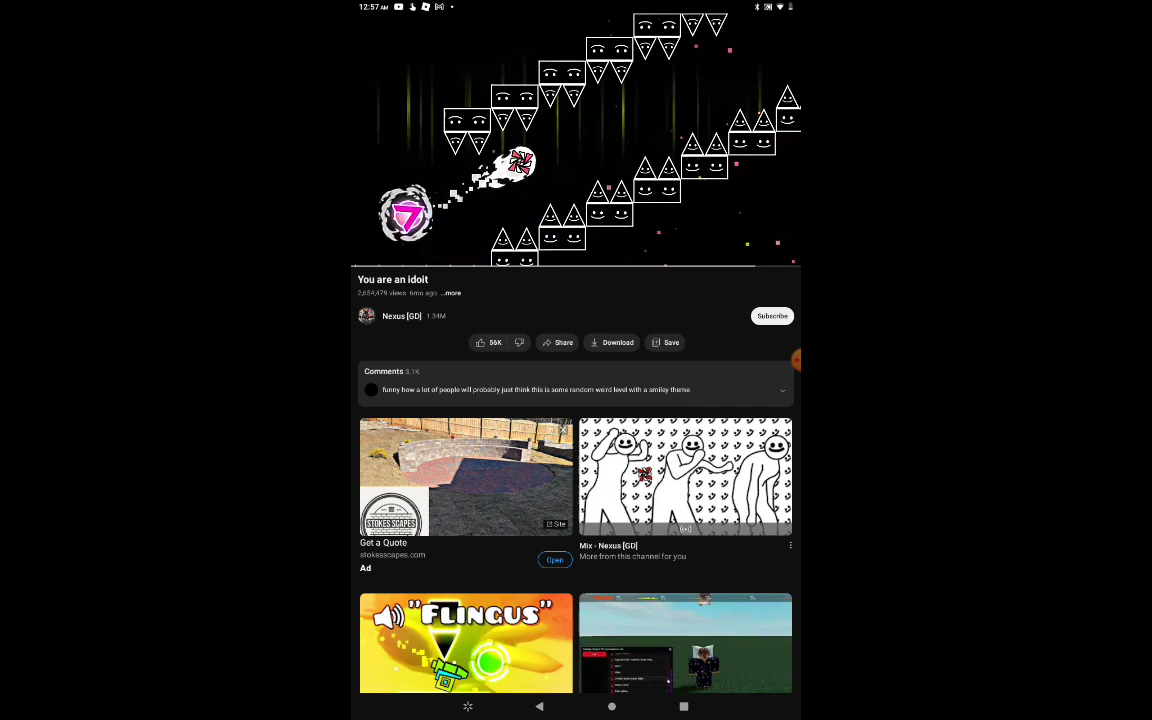 12:57 AM
You are an idoit
2,654,479 views 6mo ago ...more
Nexus [GD] 1.34M
Subscribe
56K
Share
Download
Save
Comments 3.1K
funny how a lot of people will probably just think this is some random weird level with a smiley theme
STOKES SCAPES
Site
Get a Quote
stokesscapes.com
Ad
Open
Mix - Nexus [GD]
More from this channel for you
"FLINGUS"